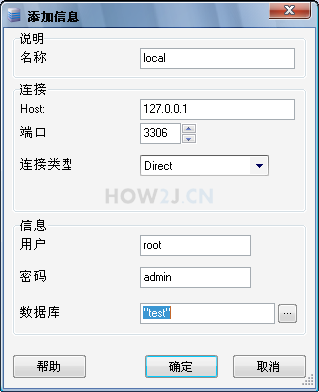 添加信息
说明
名称 local
连接
Host: 127.0.0.1
端口 3306
连接类型 Direct
HOW2J.CN
信息
用户 root
密码 admin
数据库 "test" ...
帮助 确定 取消